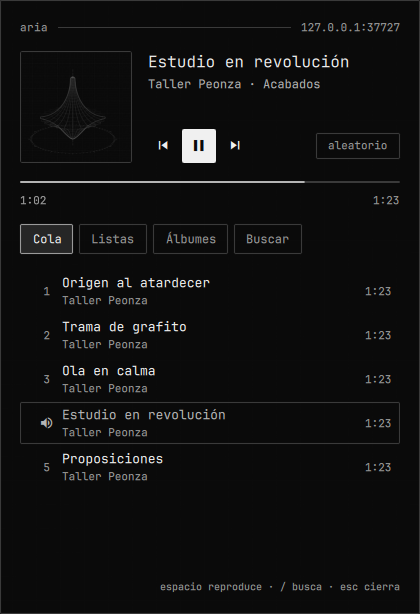 aria 127.0.0.1:37727
Estudio en revolución
Taller Peonza · Acabados
aleatorio
1:02 1:23
Cola Listas Álbumes Buscar
1 Origen al atardecer 1:23
Taller Peonza
2 Trama de grafito 1:23
Taller Peonza
3 Ola en calma 1:23
Taller Peonza
Estudio en revolución 1:23
Taller Peonza
5 Proposiciones 1:23
Taller Peonza
espacio reproduce · / busca · esc cierra